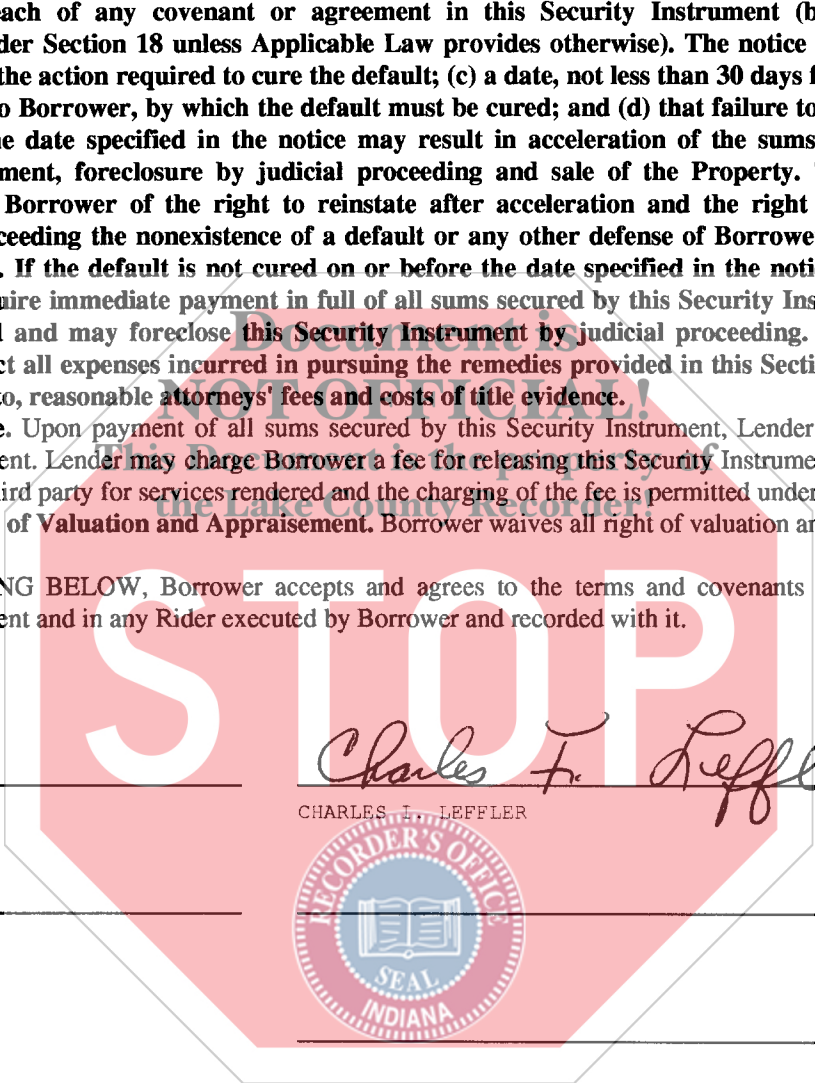 each of any covenant or agreement in this Security Instrument (b
der Section 18 unless Applicable Law provides otherwise). The notice
the action required to cure the default; (c) a date, not less than 30 days f
o Borrower, by which the default must be cured; and (d) that failure to
e date specified in the notice may result in acceleration of the sums
ment, foreclosure by judicial proceeding and sale of the Property.
Borrower of the right to reinstate after acceleration and the right
ceeding the nonexistence of a default or any other defense of Borrowe
. If the default is not cured on or before the date specified in the noti
uire immediate payment in full of all sums secured by this Security Ins
Document is
d and may foreclose this Security Instrument by judicial proceeding.
ct all expenses incurred in pursuing the remedies provided in this Secti
NOT OFFICIAL!
to, reasonable attorneys' fees and costs of title evidence.
e. Upon payment of all sums secured by this Security Instrument, Lender
This Document is the property of
ent. Lender may charge Borrower a fee for releasing this Security Instrume
ird party for services rendered and the charging of the fee is permitted under
the Lake County Recorder!
of Valuation and Appraisement. Borrower waives all right of valuation an
NG BELOW, Borrower accepts and agrees to the terms and covenants
ent and in any Rider executed by Borrower and recorded with it.
STOP
Charles F. Leffl
CHARLES I. LEFFLER
RECORDER'S OFFICE
SEAL
INDIANA